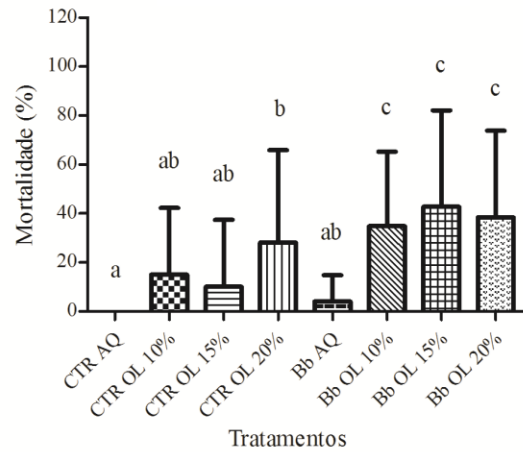 120
100
80
60
40
20
0
Mortalidade (%)
a
ab
ab
b
ab
c
c
c
CTR AQ
CTR OL 10%
CTR OL 15%
CTR OL 20%
Bb AQ
Bb OL 10%
Bb OL 15%
Bb OL 20%
Tratamentos